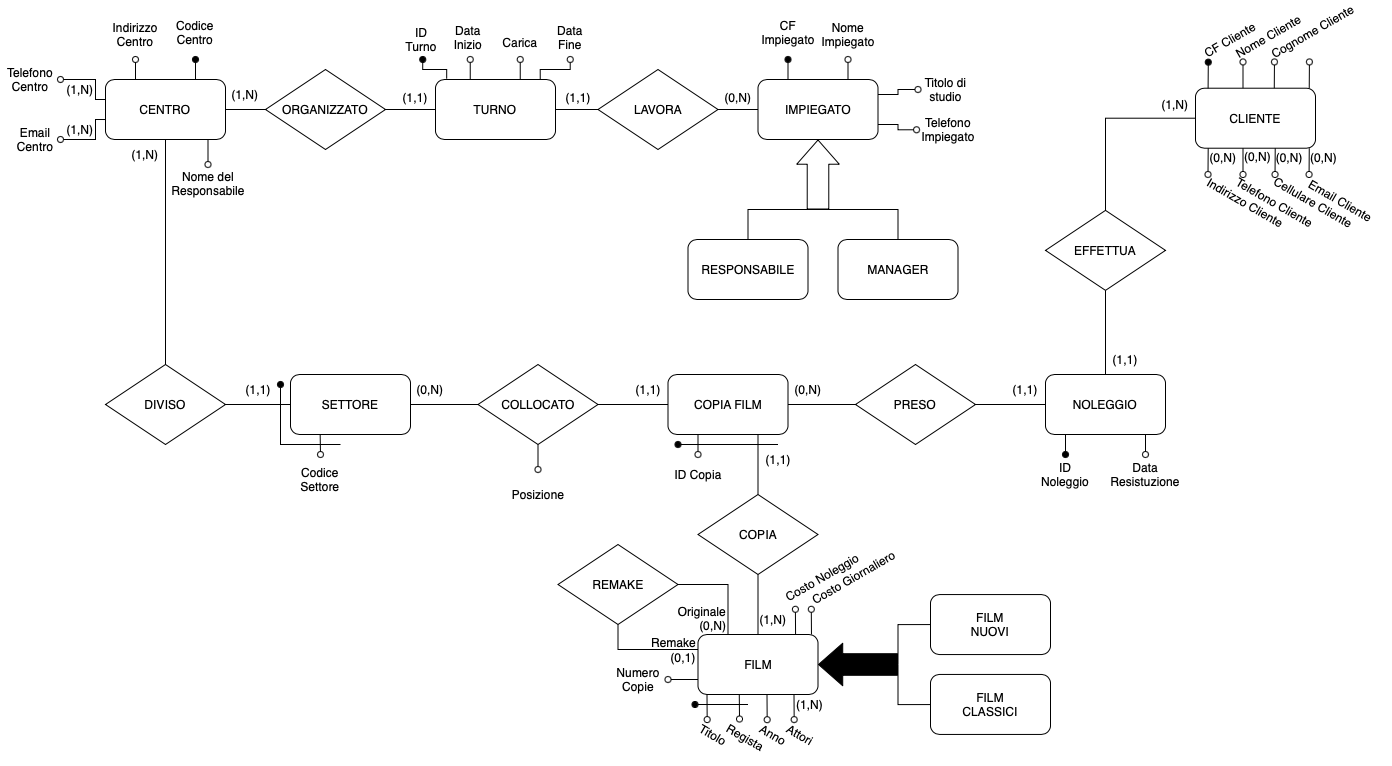 Indirizzo
Centro
Codice
Centro
ID
Turno
Data
Inizio
Carica
Data
Fine
CF
Impiegato
Nome
Impiegato
CF Cliente
Nome Cliente
Cognome Cliente
Telefono
Centro
(1,N)
CENTRO
(1,N)
ORGANIZZATO
(1,1)
TURNO
(1,1)
LAVORA
(0,N)
IMPIEGATO
Titolo di
studio
Telefono
Impiegato
(1,N)
CLIENTE
Email
Centro
(1,N)
(1,N)
Nome del
Responsabile
(0,N)
(0,N)
(0,N)
(0,N)
Indirizzo Cliente
Telefono Cliente
Cellulare Cliente
Email Cliente
RESPONSABILE
MANAGER
EFFETTUA
(1,1)
DIVISO
(1,1)
SETTORE
(0,N)
COLLOCATO
(1,1)
COPIA FILM
(0,N)
PRESO
(1,1)
NOLEGGIO
Codice
Settore
Posizione
ID Copia
(1,1)
ID
Noleggio
Data
Resistuzione
COPIA
REMAKE
Originale
(0,N)
(1,N)
Costo Noleggio
Costo Giornaliero
Remake
(0,1)
FILM
Numero
Copie
(1,N)
Titolo
Regista
Anno
Attori
FILM
NUOVI
FILM
CLASSICI